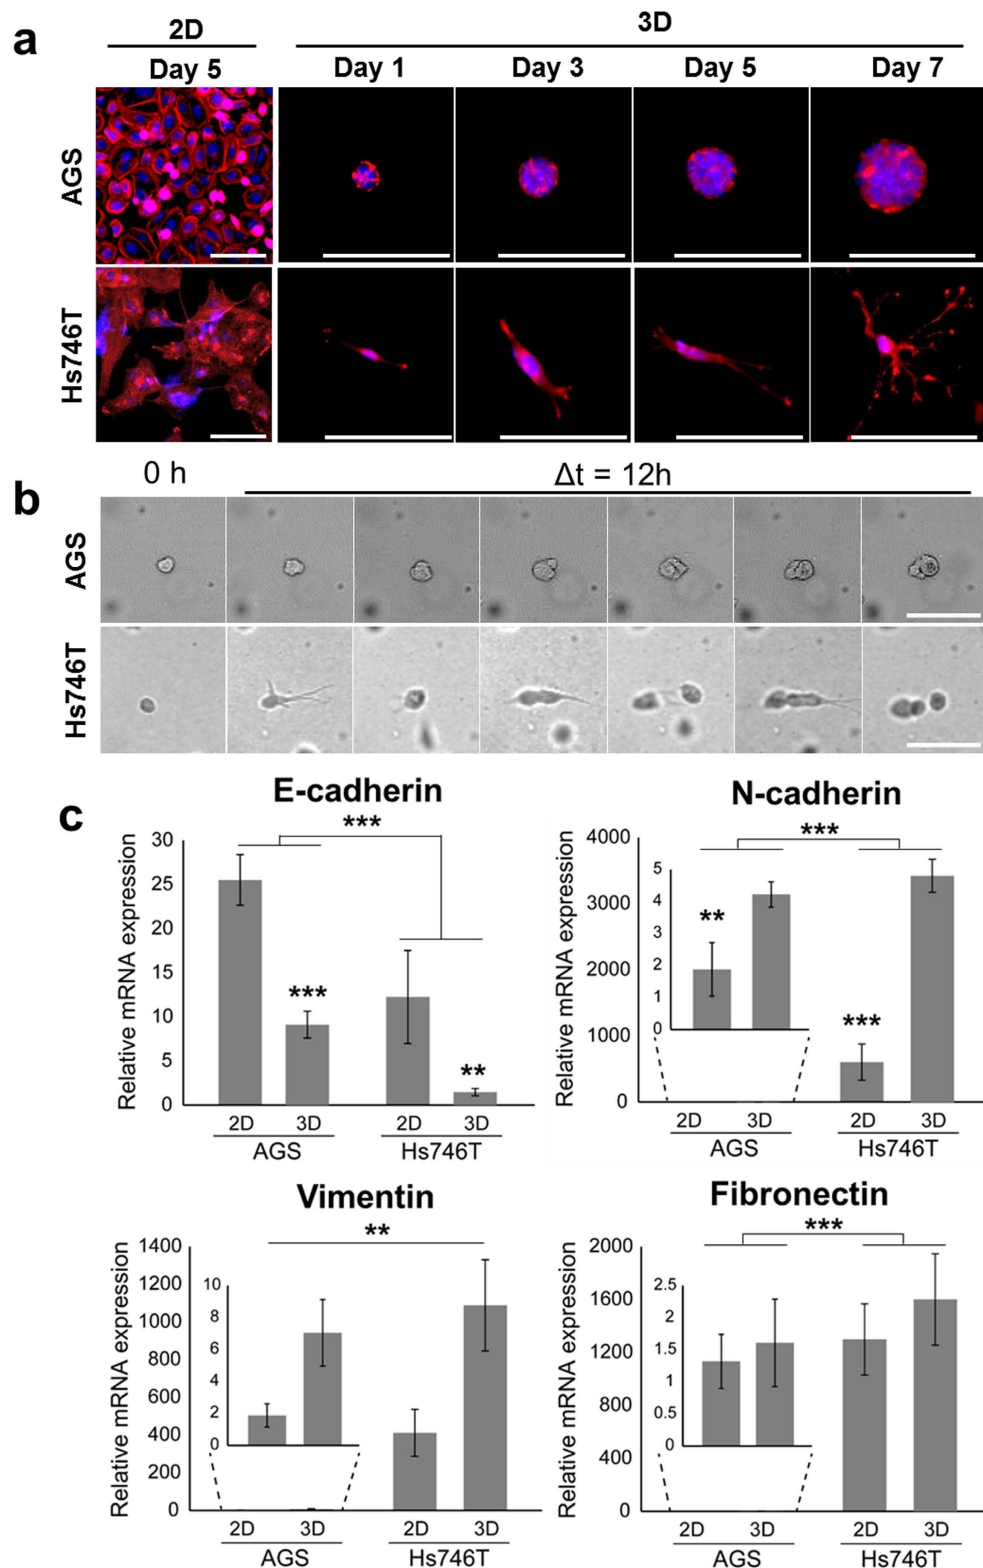 a
2D
3D
Day 5
Day 1
Day 3
Day 5
Day 7
AGS
Hs746T
b
0 h
Δt = 12h
AGS
Hs746T
c
E-cadherin
***
Relative mRNA expression
30
25
20
15
10
5
0
***
**
2D
3D
2D
3D
AGS
Hs746T
N-cadherin
***
Relative mRNA expression
4000
3000
2000
1000
0
5
4
3
2
1
0
**
***
2D
3D
2D
3D
AGS
Hs746T
Vimentin
**
Relative mRNA expression
1400
1200
1000
800
600
400
200
0
10
8
6
4
2
0
2D
3D
2D
3D
AGS
Hs746T
Fibronectin
***
Relative mRNA expression
2000
1600
1200
800
400
0
2.5
2
1.5
1
0.5
0
2D
3D
2D
3D
AGS
Hs746T